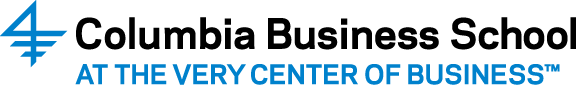 Columbia Business School
AT THE VERY CENTER OF BUSINESS™